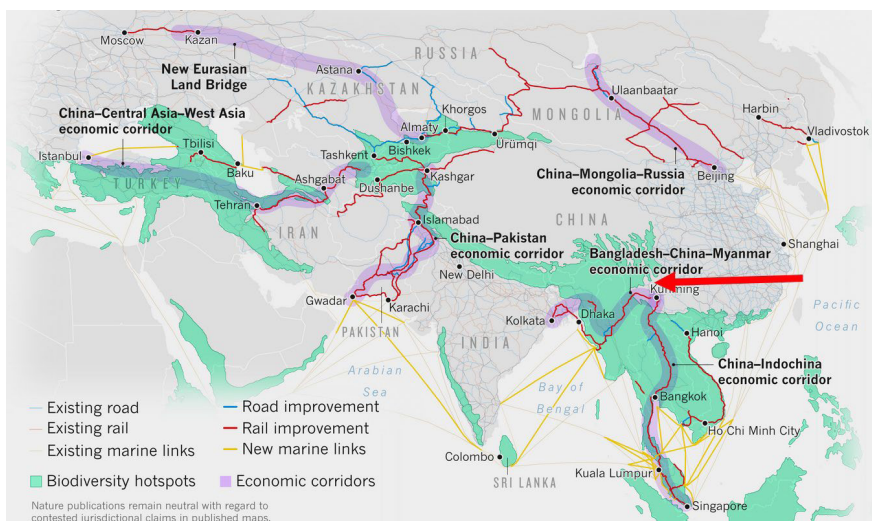 RUSSIA
Moscow
Kazan
New Eurasian
Land Bridge
Astana
KAZAKHSTAN
Ulaanbaatar
MONGOLIA
Harbin
Vladivostok
China–Central Asia–West Asia
economic corridor
Khorgos
Almaty
Bishkek
Ürümqi
Istanbul
Tbilisi
Baku
Tashkent
TURKEY
Ashgabat
Dushanbe
Kashgar
China–Mongolia–Russia
economic corridor
Beijing
Tehran
IRAN
Islamabad
CHINA
China–Pakistan
economic corridor
Bangladesh–China–Myanmar
economic corridor
Shanghai
New Delhi
Kunming
Gwadar
Karachi
PAKISTAN
Kolkata
Dhaka
Hanoi
Pacific
Ocean
INDIA
Arabian
Sea
Bay of
Bengal
China–Indochina
economic corridor
Bangkok
Ho Chi Minh City
Colombo
SRI LANKA
Kuala Lumpur
Singapore
Existing road
Road improvement
Existing rail
Rail improvement
Existing marine links
New marine links
Biodiversity hotspots
Economic corridors
Nature publications remain neutral with regard to
contested jurisdictional claims in published maps.